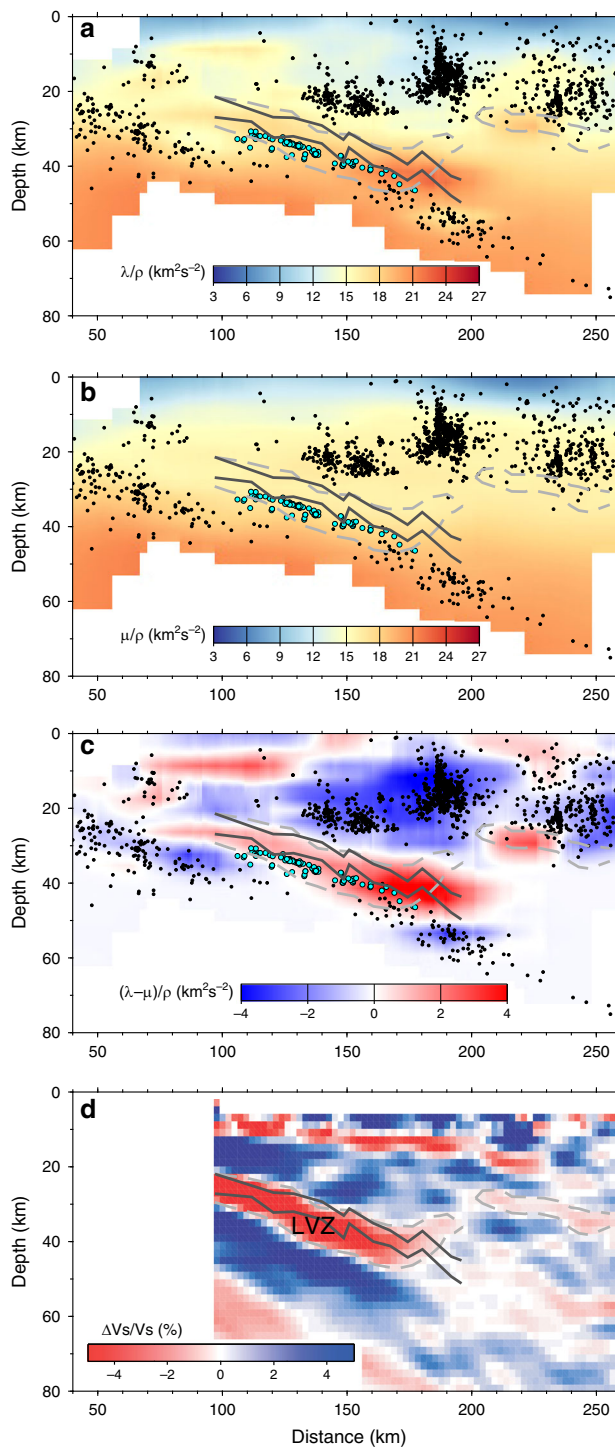 a
0
20
40
60
80
Depth (km)
λ/ρ (km²s⁻²)
3 6 9 12 15 18 21 24 27
50 100 150 200 250
b
0
20
40
60
80
Depth (km)
μ/ρ (km²s⁻²)
3 6 9 12 15 18 21 24 27
50 100 150 200 250
c
0
20
40
60
80
Depth (km)
(λ−μ)/ρ (km²s⁻²)
−4 −2 0 2 4
50 100 150 200 250
d
0
20
40
60
80
Depth (km)
LVZ
ΔVs/Vs (%)
−4 −2 0 2 4
50 100 150 200 250
Distance (km)